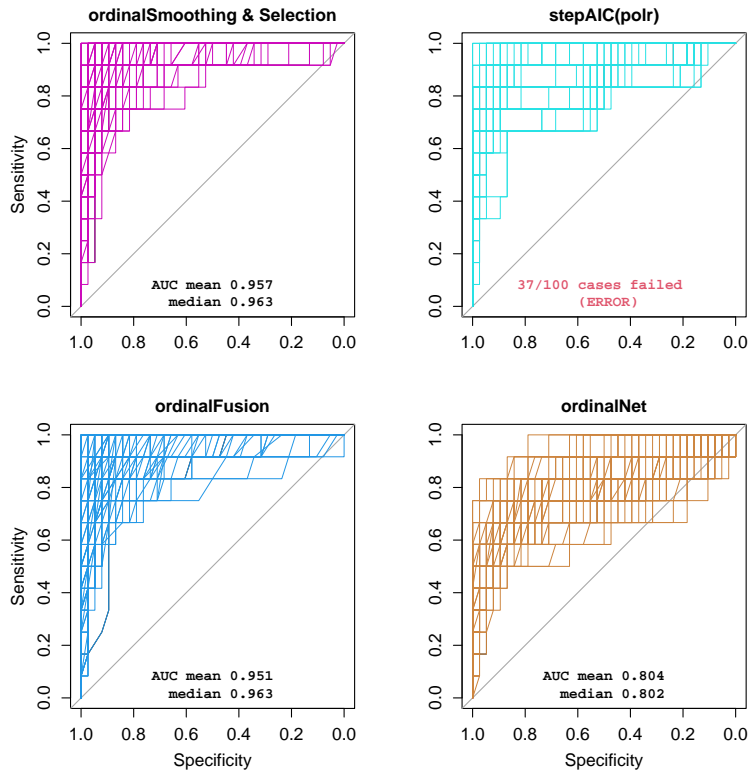 ordinalSmoothing & Selection
Sensitivity
0.0 0.2 0.4 0.6 0.8 1.0
AUC mean 0.957
median 0.963
1.0 0.8 0.6 0.4 0.2 0.0
stepAIC(polr)
0.0 0.2 0.4 0.6 0.8 1.0
37/100 cases failed
(ERROR)
1.0 0.8 0.6 0.4 0.2 0.0
ordinalFusion
Sensitivity
0.0 0.2 0.4 0.6 0.8 1.0
AUC mean 0.951
median 0.963
1.0 0.8 0.6 0.4 0.2 0.0
Specificity
ordinalNet
0.0 0.2 0.4 0.6 0.8 1.0
AUC mean 0.804
median 0.802
1.0 0.8 0.6 0.4 0.2 0.0
Specificity